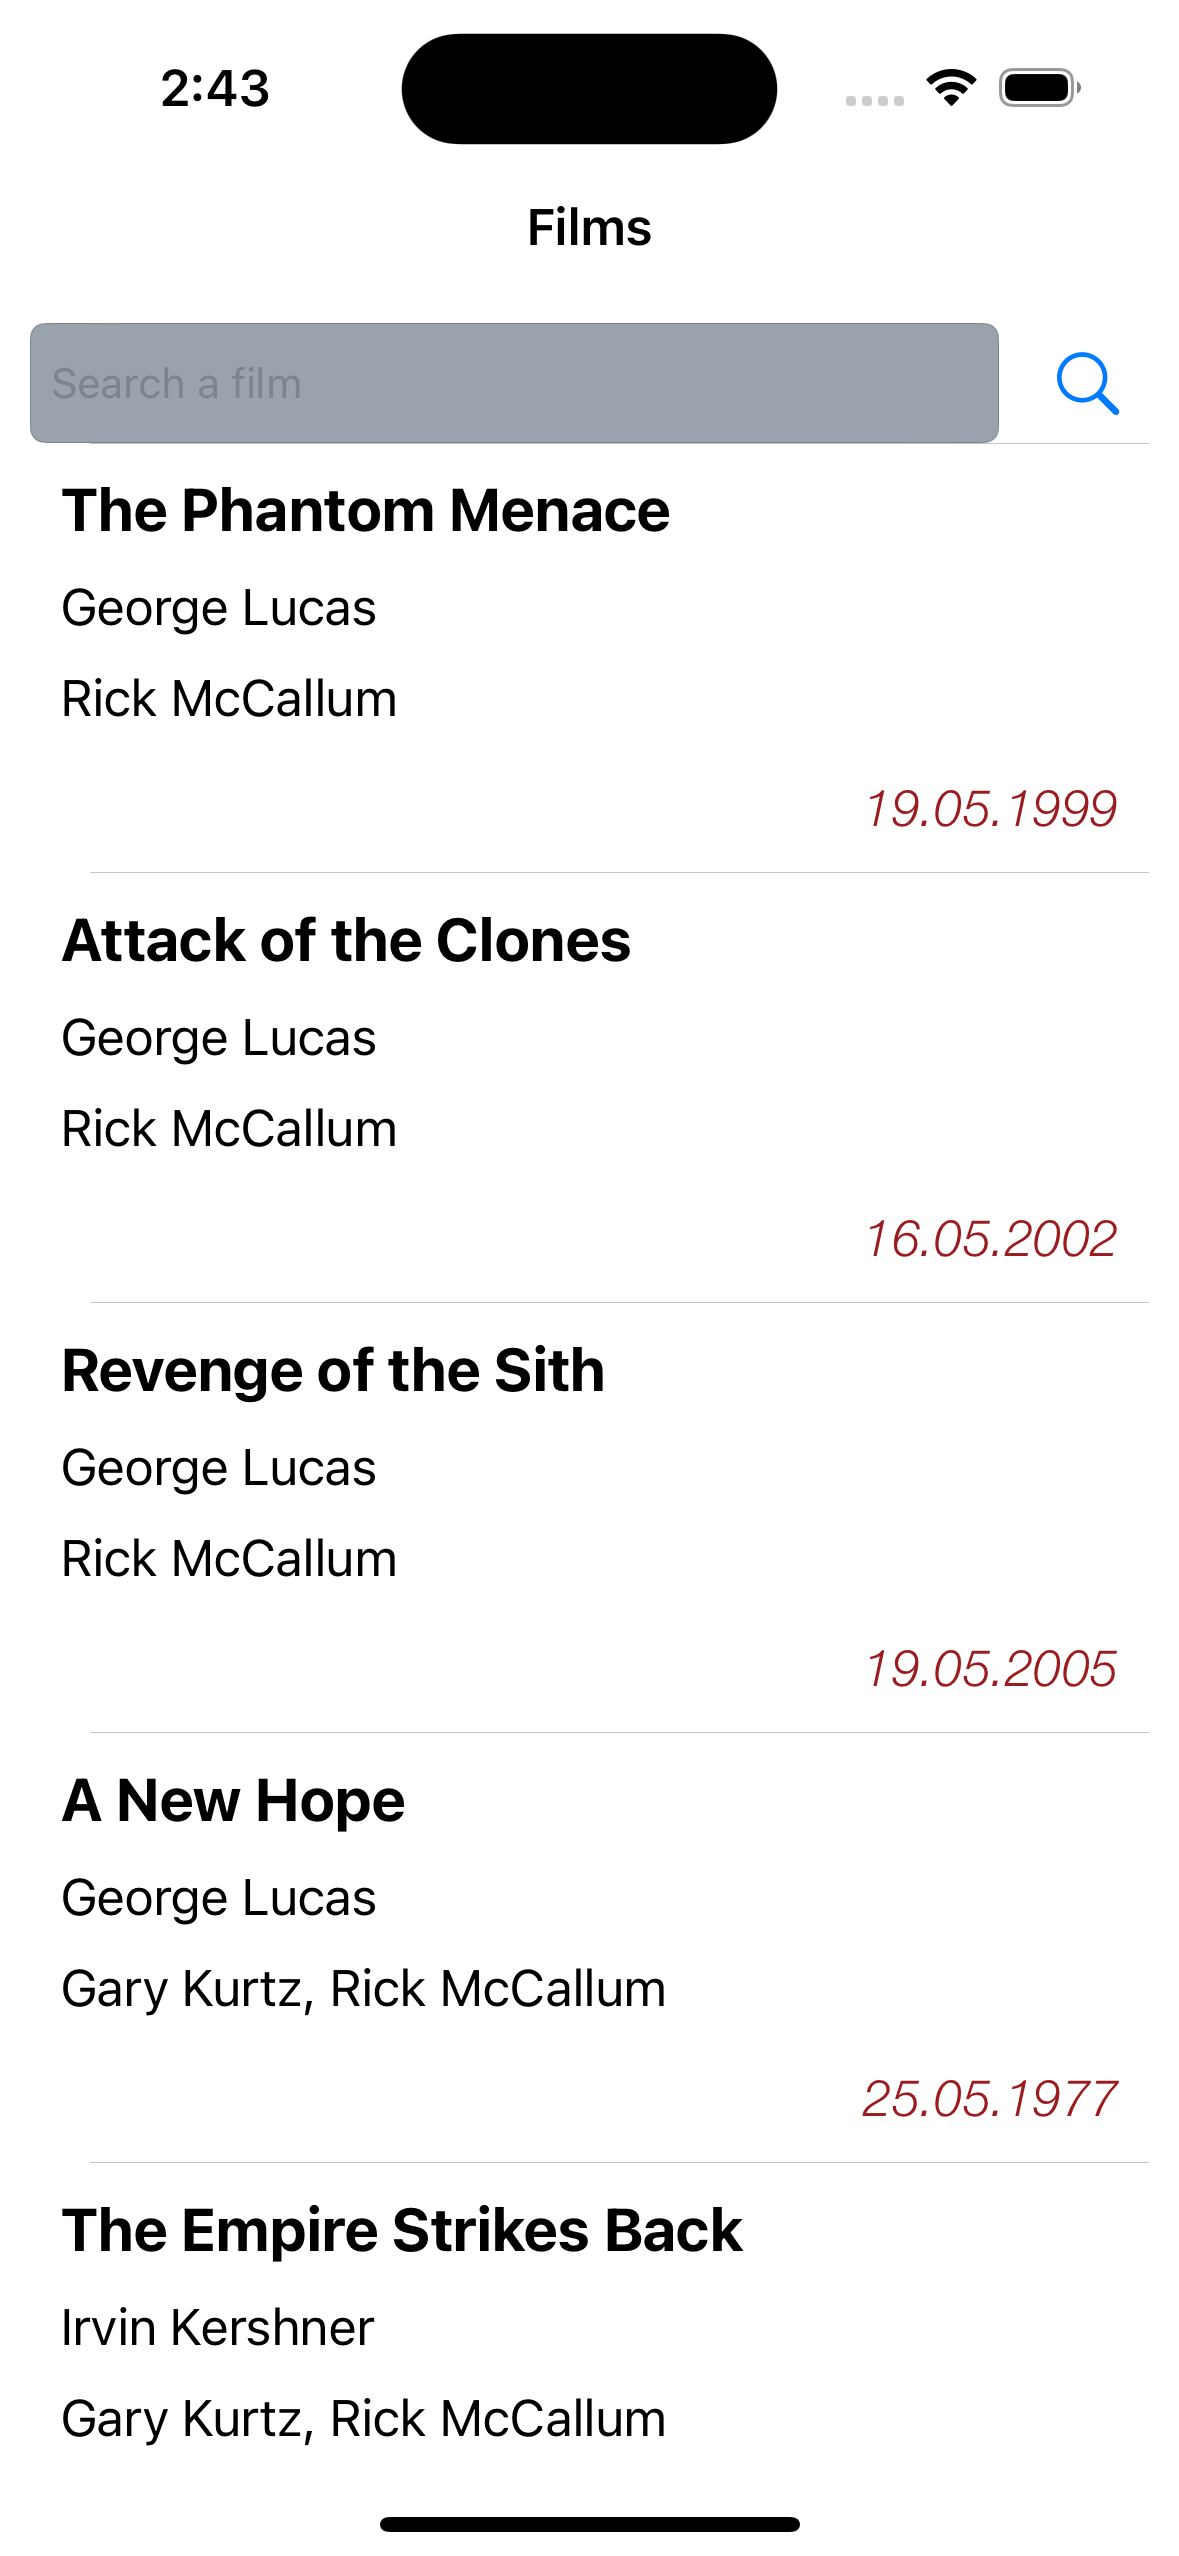 2:43
Films
Search a film
The Phantom Menace
George Lucas
Rick McCallum
19.05.1999
Attack of the Clones
George Lucas
Rick McCallum
16.05.2002
Revenge of the Sith
George Lucas
Rick McCallum
19.05.2005
A New Hope
George Lucas
Gary Kurtz, Rick McCallum
25.05.1977
The Empire Strikes Back
Irvin Kershner
Gary Kurtz, Rick McCallum